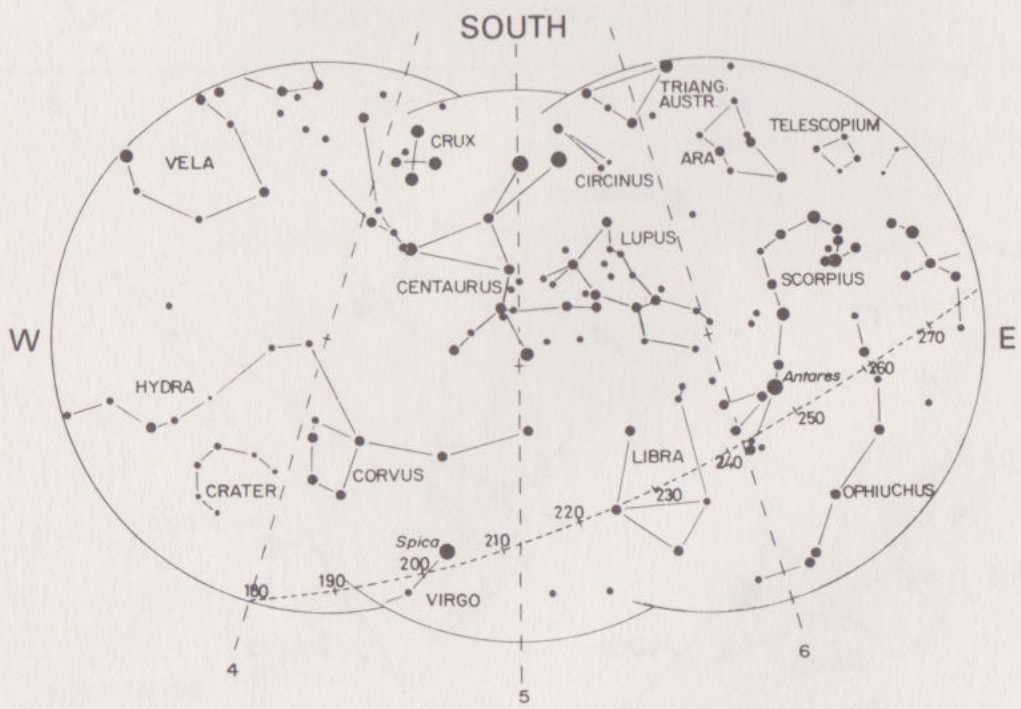 SOUTH
TRIANG.
AUSTR.
TELESCOPIUM
CRUX
VELA
ARA
CIRCINUS
LUPUS
SCORPIUS
CENTAURUS
W
E
270
HYDRA
Antares
260
250
LIBRA
240
CRATER
CORVUS
230
OPHIUCHUS
220
Spica
210
200
190
180
VIRGO
4
6
5